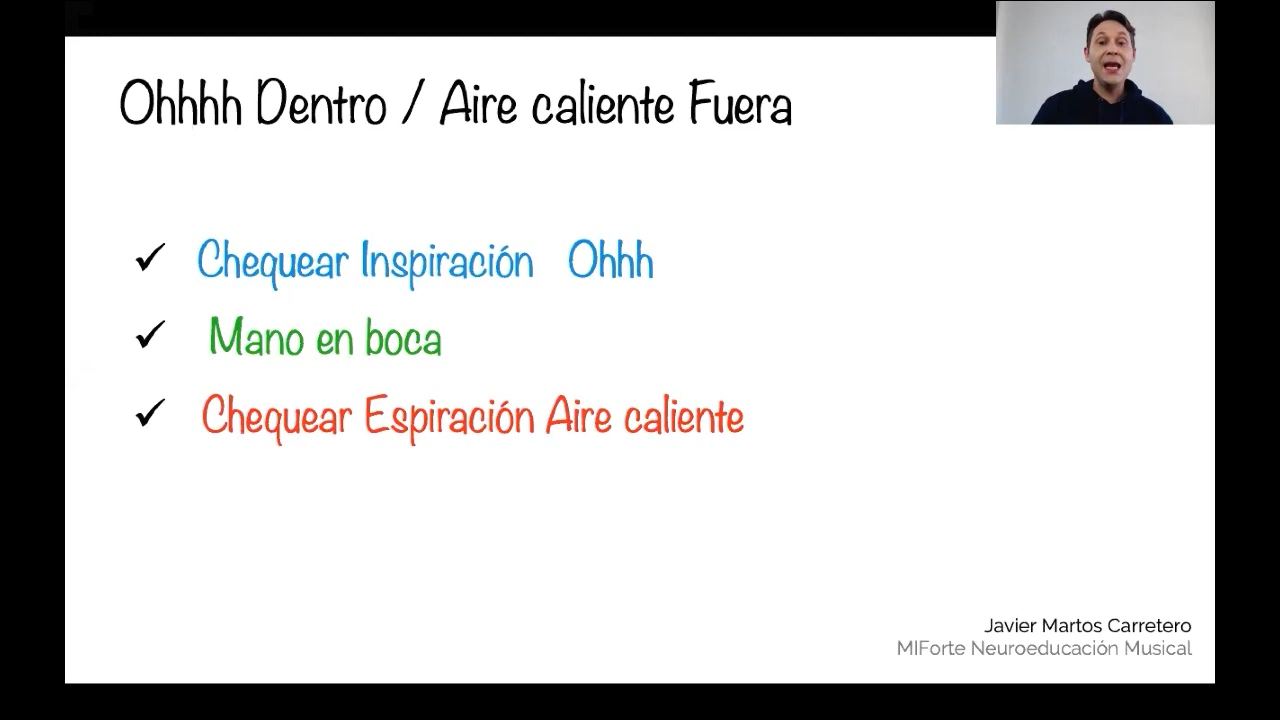 Ohhhh Dentro / Aire caliente Fuera
✓ Chequear Inspiración Ohhh
✓ Mano en boca
✓ Chequear Espiración Aire caliente
Javier Martos Carretero
MIForte Neuroeducación Musical